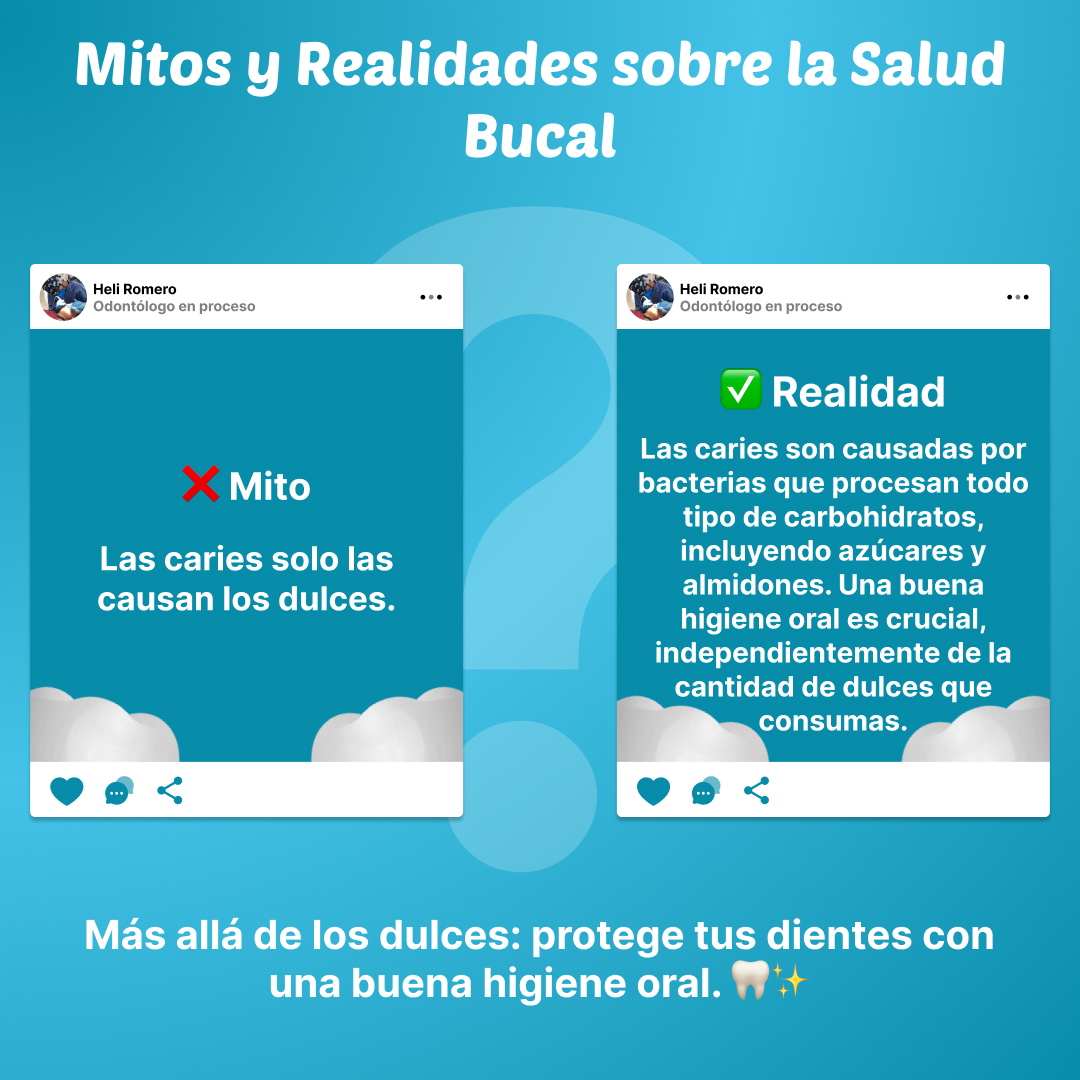 Mitos y Realidades sobre la Salud
Bucal
Heli Romero
Odontólogo en proceso
❌ Mito
Las caries solo las
causan los dulces.
Heli Romero
Odontólogo en proceso
✅ Realidad
Las caries son causadas por
bacterias que procesan todo
tipo de carbohidratos,
incluyendo azúcares y
almidones. Una buena
higiene oral es crucial,
independientemente de la
cantidad de dulces que
consumas.
Más allá de los dulces: protege tus dientes con
una buena higiene oral. 🦷✨